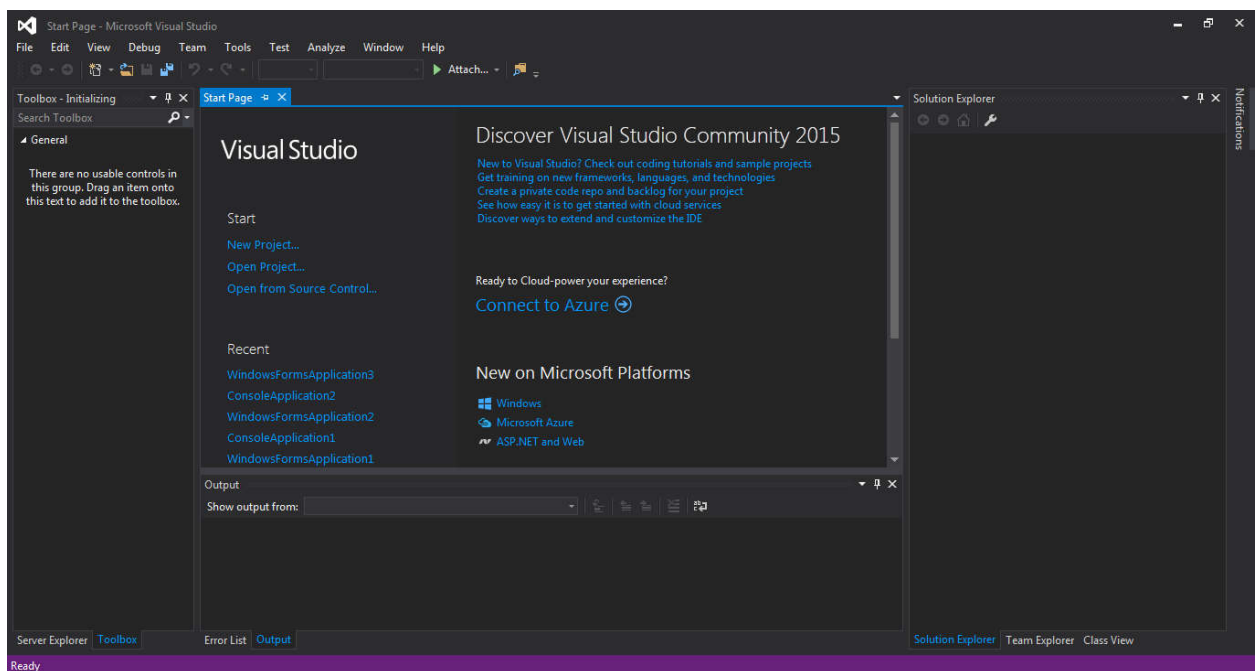 Start Page - Microsoft Visual Studio
File Edit View Debug Team Tools Test Analyze Window Help
Attach...
Toolbox - Initializing
Search Toolbox
General
There are no usable controls in
this group. Drag an item onto
this text to add it to the toolbox.
Server Explorer Toolbox
Start Page
Visual Studio
Start
New Project...
Open Project...
Open from Source Control...
Recent
WindowsFormsApplication3
ConsoleApplication2
WindowsFormsApplication2
ConsoleApplication1
WindowsFormsApplication1
Discover Visual Studio Community 2015
New to Visual Studio? Check out coding tutorials and sample projects
Get training on new frameworks, languages, and technologies
Create a private code repo and backlog for your project
See how easy it is to get started with cloud services
Discover ways to extend and customize the IDE
Ready to Cloud-power your experience?
Connect to Azure
New on Microsoft Platforms
Windows
Microsoft Azure
ASP.NET and Web
Output
Show output from:
Error List Output
Solution Explorer
Solution Explorer Team Explorer Class View
Notifications
Ready